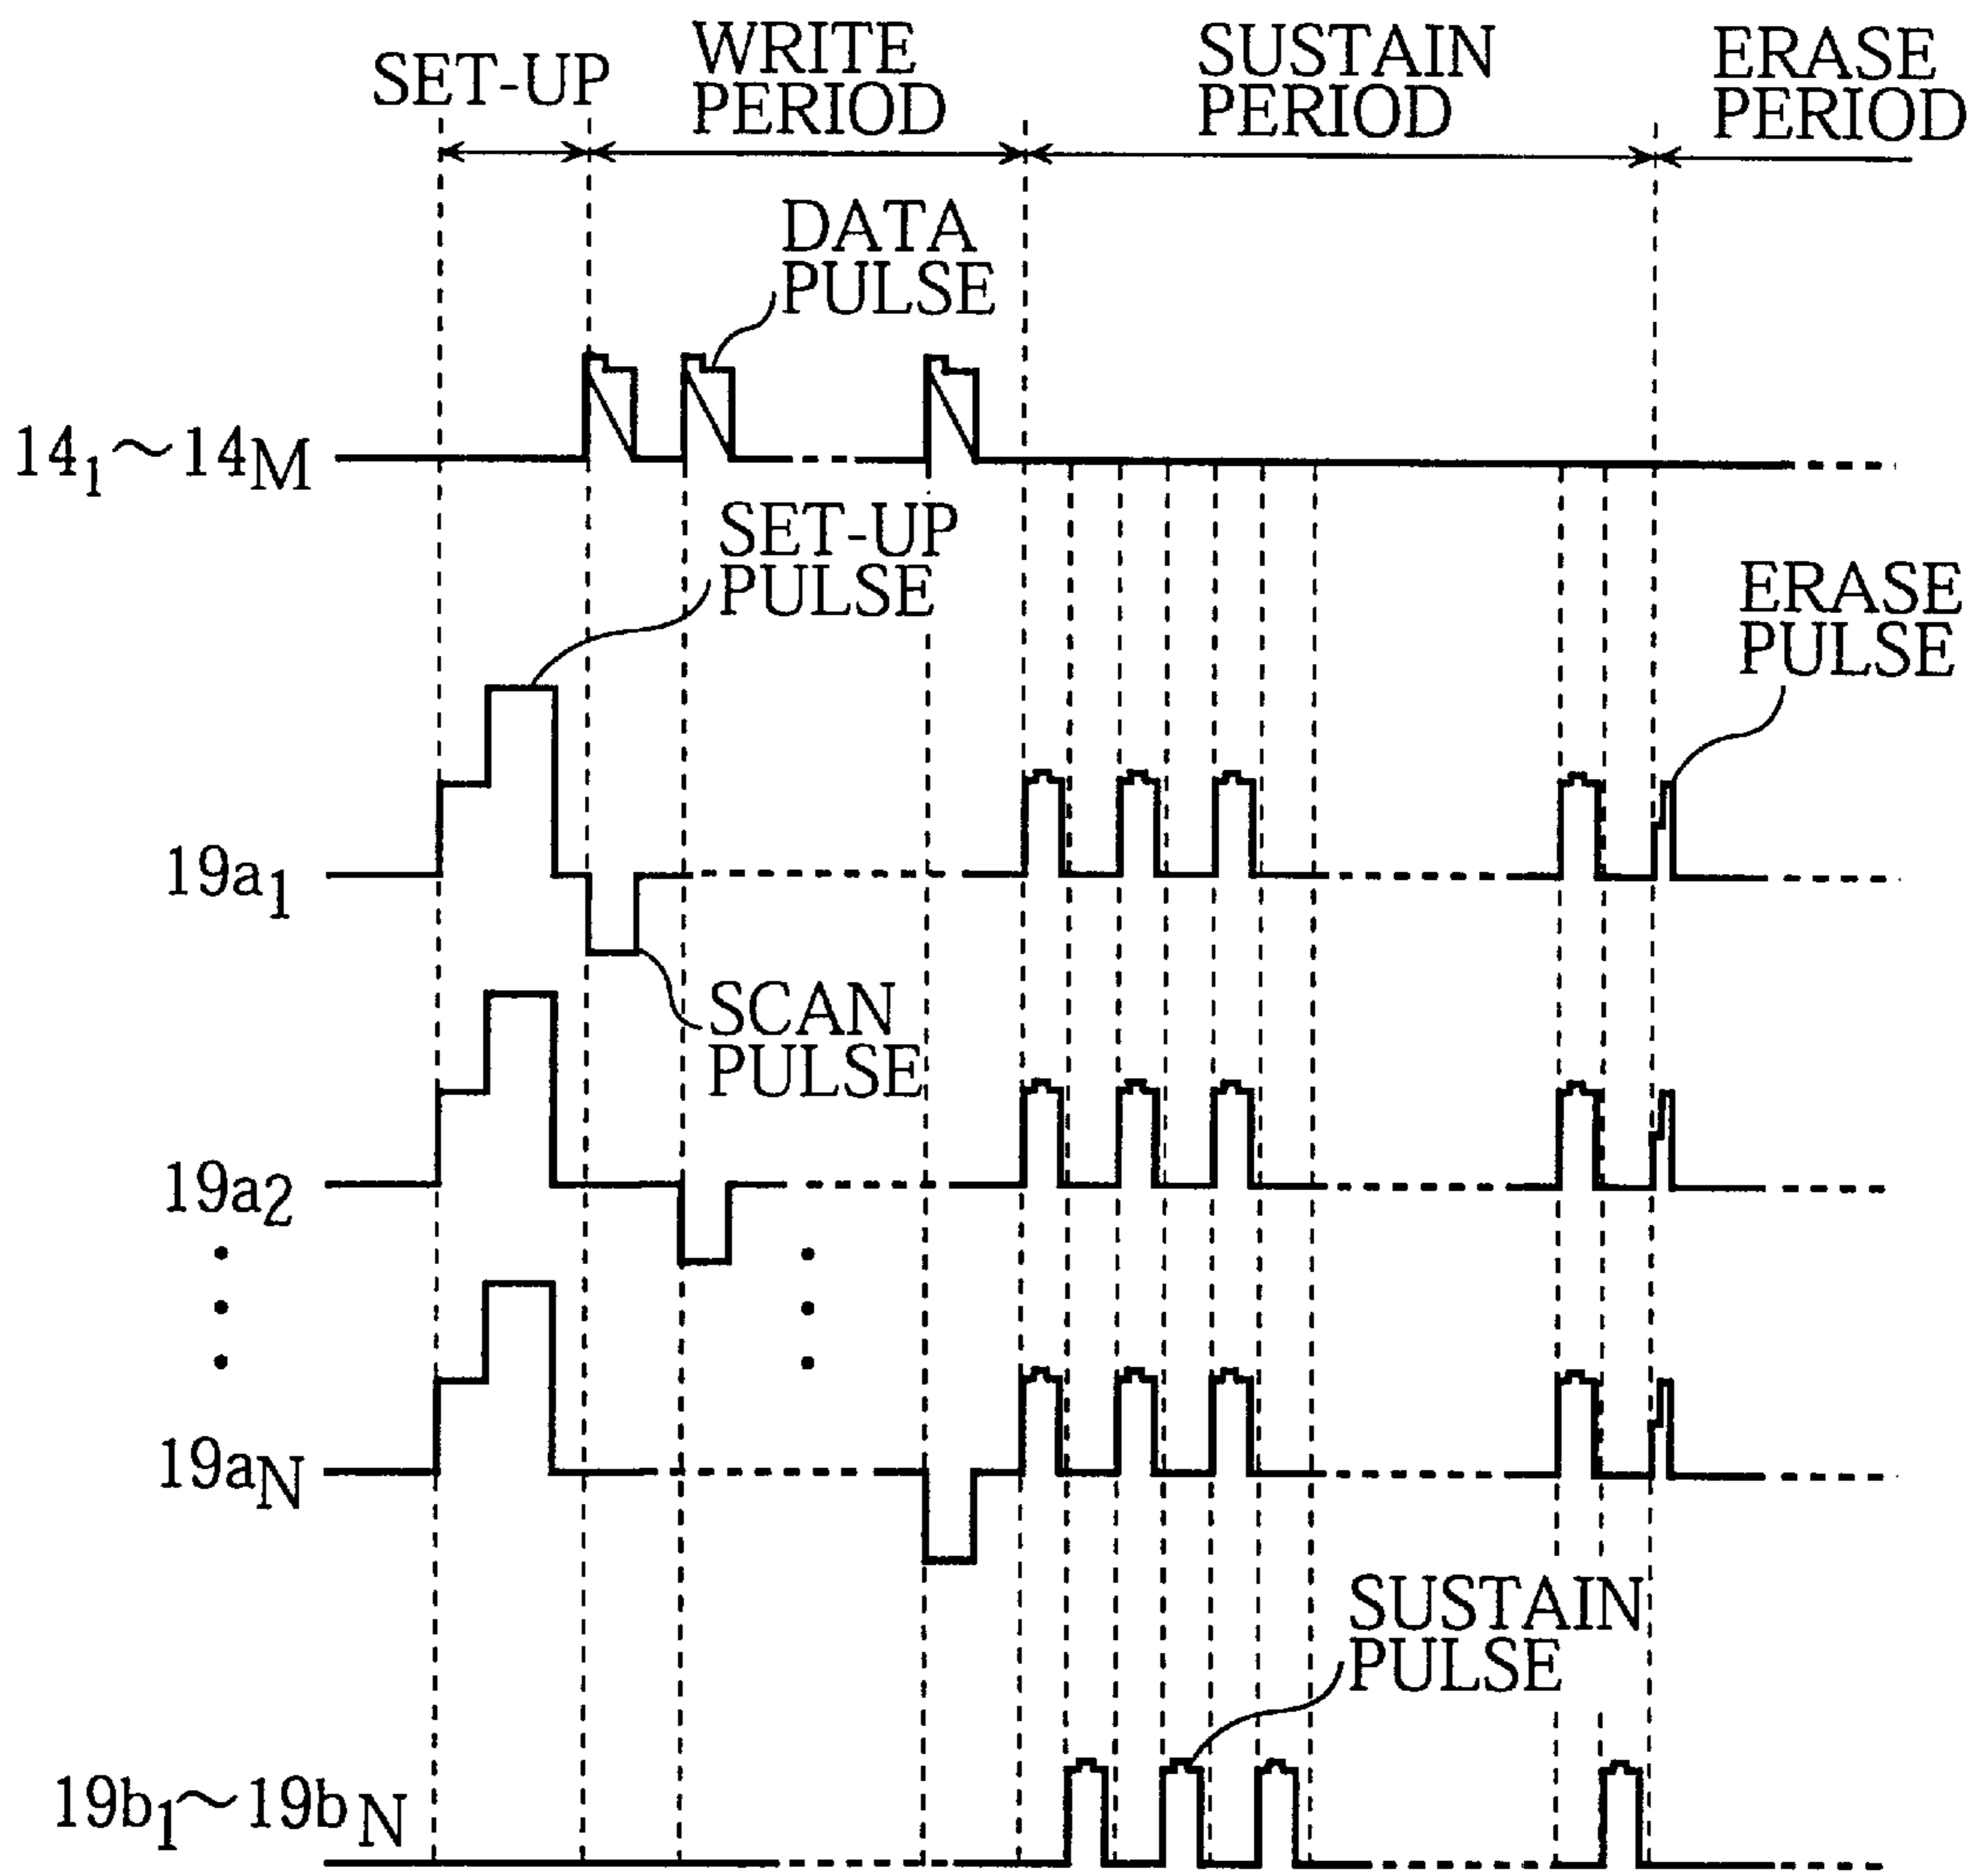 SET-UP
WRITE
PERIOD
SUSTAIN
PERIOD
ERASE
PERIOD
DATA
PULSE
14₁～14M
SET-UP
PULSE
ERASE
PULSE
19a₁
SCAN
PULSE
19a₂
19aN
SUSTAIN
PULSE
19b₁～19bN